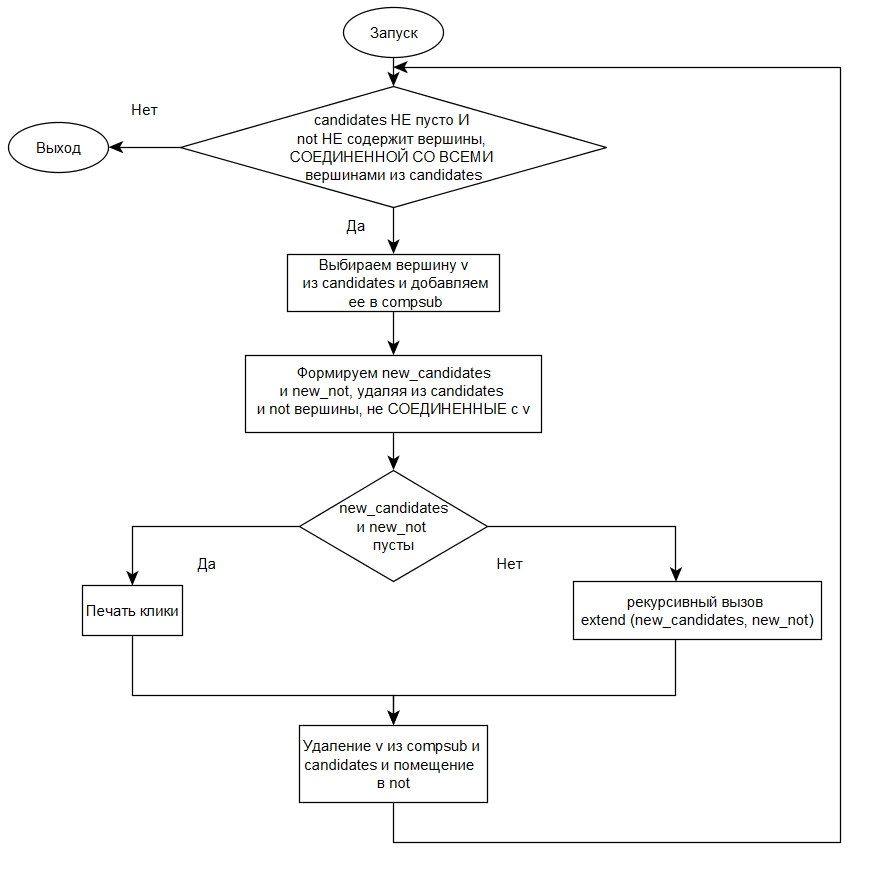 Запуск
Нет
candidates НЕ пусто И
not НЕ содержит вершины,
СОЕДИНЕННОЙ СО ВСЕМИ
вершинами из candidates
Выход
Да
Выбираем вершину v
из candidates и добавляем
ее в compsub
Формируем new_candidates
и new_not, удаляя из candidates
и not вершины, не СОЕДИНЕННЫЕ с v
new_candidates
и new_not
пусты
Да
Нет
Печать клики
рекурсивный вызов
extend (new_candidates, new_not)
Удаление v из compsub и
candidates и помещение
в not